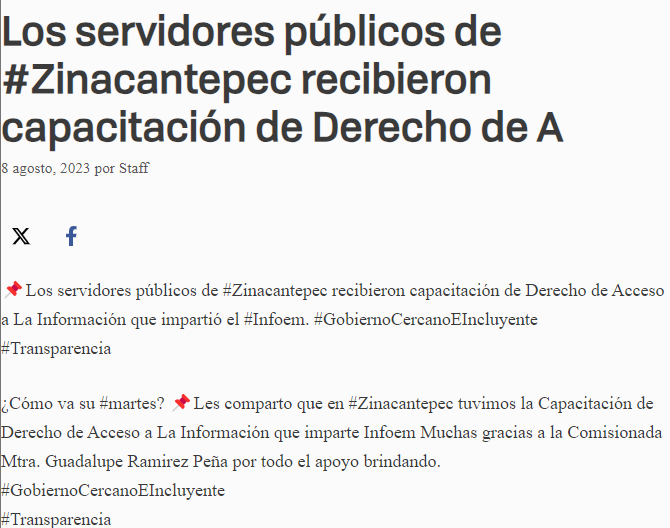 Los servidores públicos de
#Zinacantepec recibieron
capacitación de Derecho de A
8 agosto, 2023 por Staff
📌Los servidores públicos de #Zinacantepec recibieron capacitación de Derecho de Acceso
a La Información que impartió el #Infoem. #GobiernoCercanoEIncluyente
#Transparencia
¿Cómo va su #martes? 📌Les comparto que en #Zinacantepec tuvimos la Capacitación de
Derecho de Acceso a La Información que imparte Infoem Muchas gracias a la Comisionada
Mtra. Guadalupe Ramirez Peña por todo el apoyo brindando.
#GobiernoCercanoEIncluyente
#Transparencia